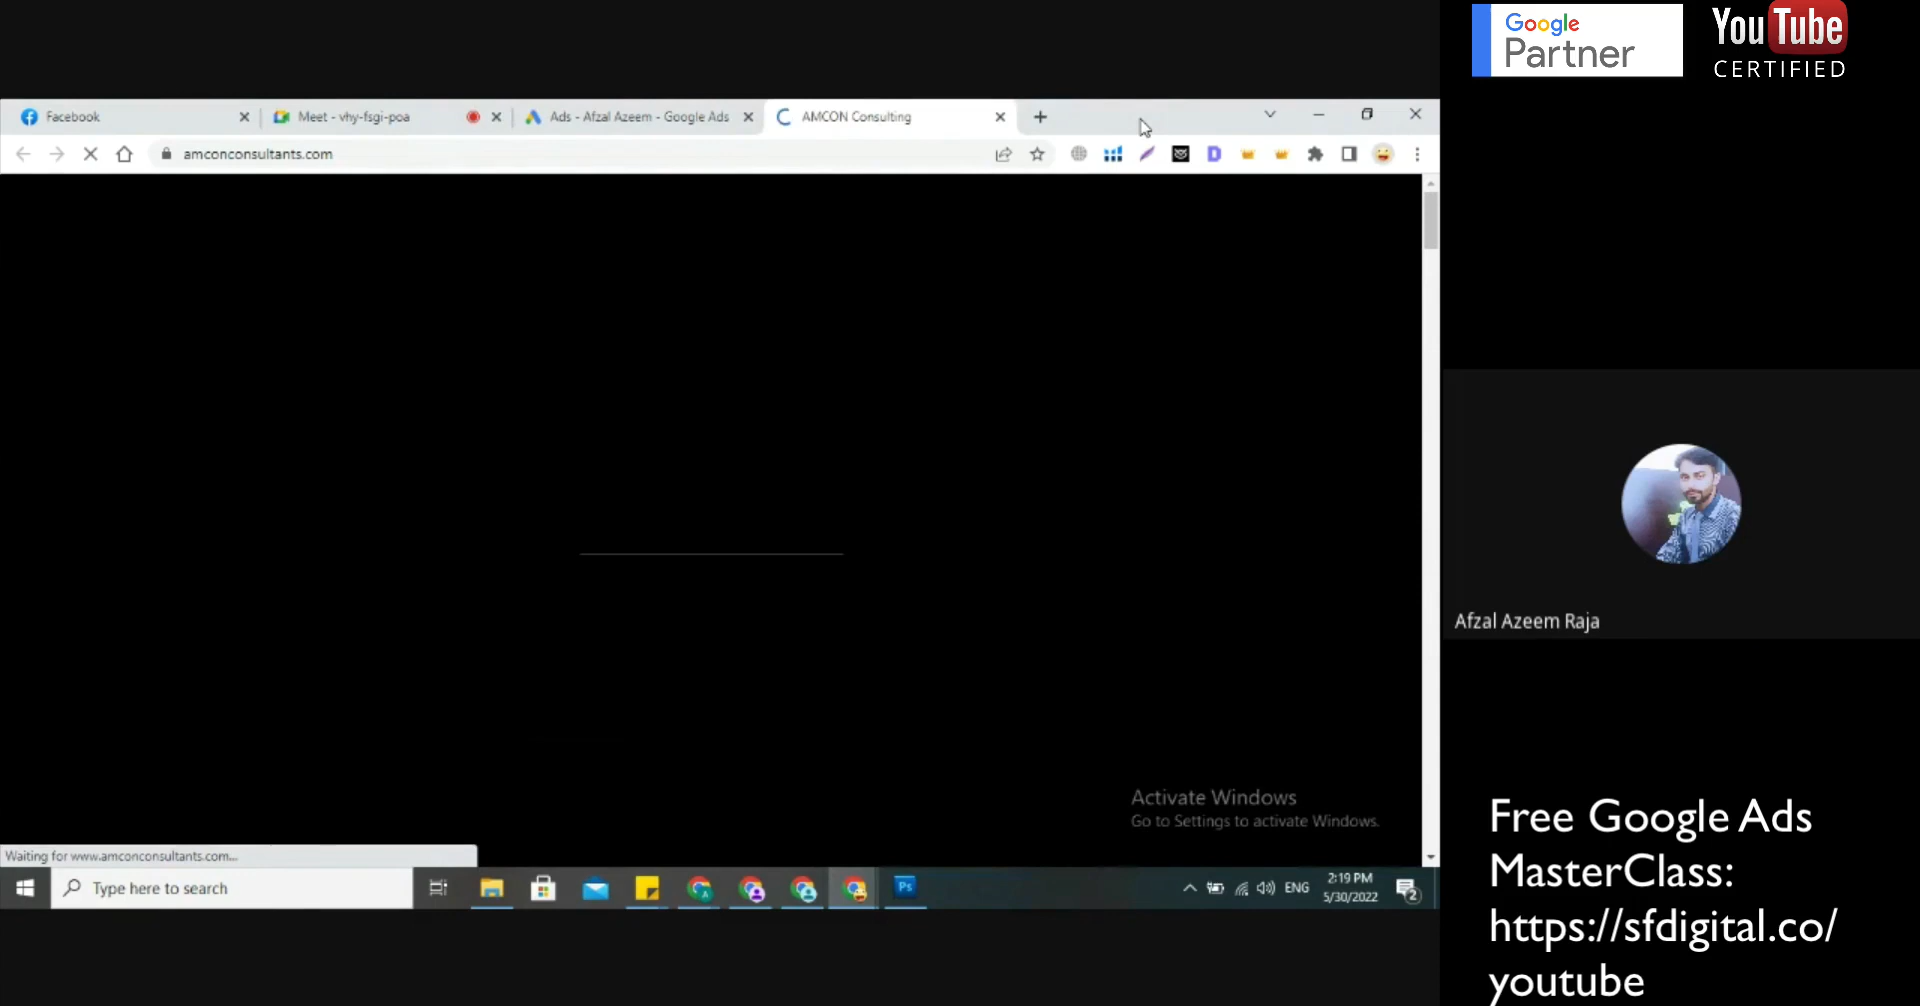 Google
Partner
YouTube
CERTIFIED
Facebook
Meet - vhy-fsgi-poa
Ads - Afzal Azeem - Google Ads
AMCON Consulting
amconconsultants.com
D
Afzal Azeem Raja
Activate Windows
Go to Settings to activate Windows.
Waiting for www.amconconsultants.com...
Type here to search
Ps
ENG
2:19 PM
5/30/2022
2
Free Google Ads
MasterClass:
https://sfdigital.co/
youtube